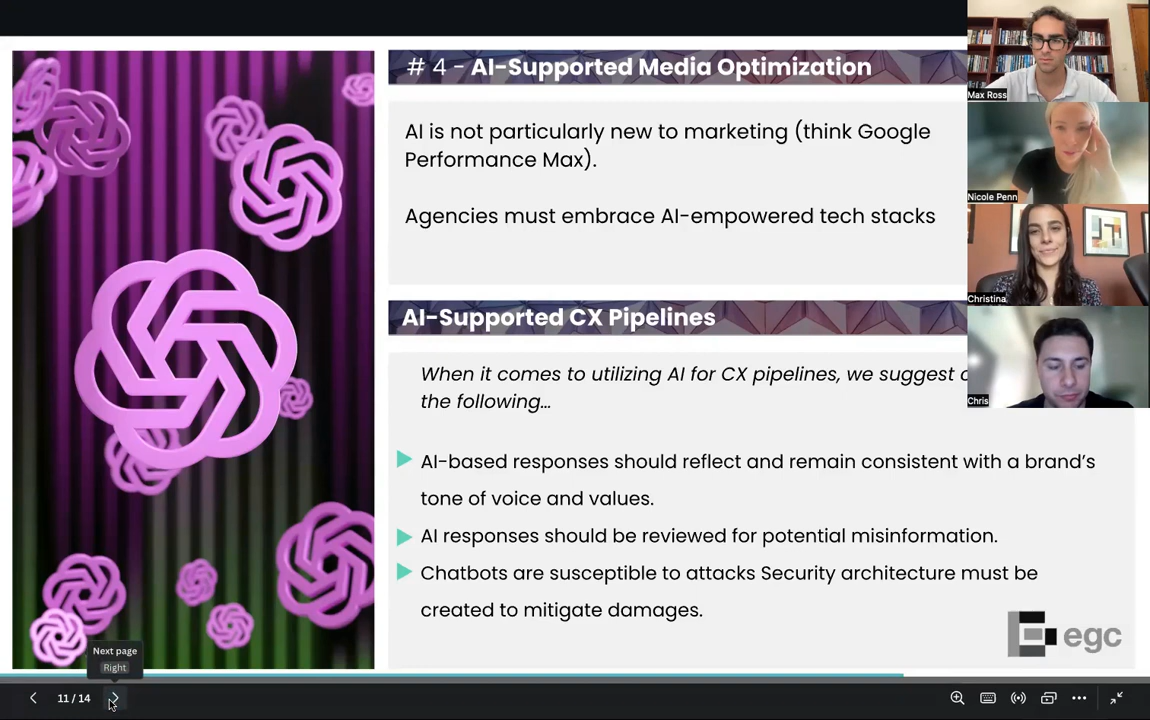 # 4 - AI-Supported Media Optimization
AI is not particularly new to marketing (think Google
Performance Max).
Agencies must embrace AI-empowered tech stacks
AI-Supported CX Pipelines
When it comes to utilizing AI for CX pipelines, we suggest
the following...
AI-based responses should reflect and remain consistent with a brand's
tone of voice and values.
AI responses should be reviewed for potential misinformation.
Chatbots are susceptible to attacks Security architecture must be
created to mitigate damages.
egc
Max Ross
Nicole Penn
Christina
Chris
Next page
Right
11 / 14